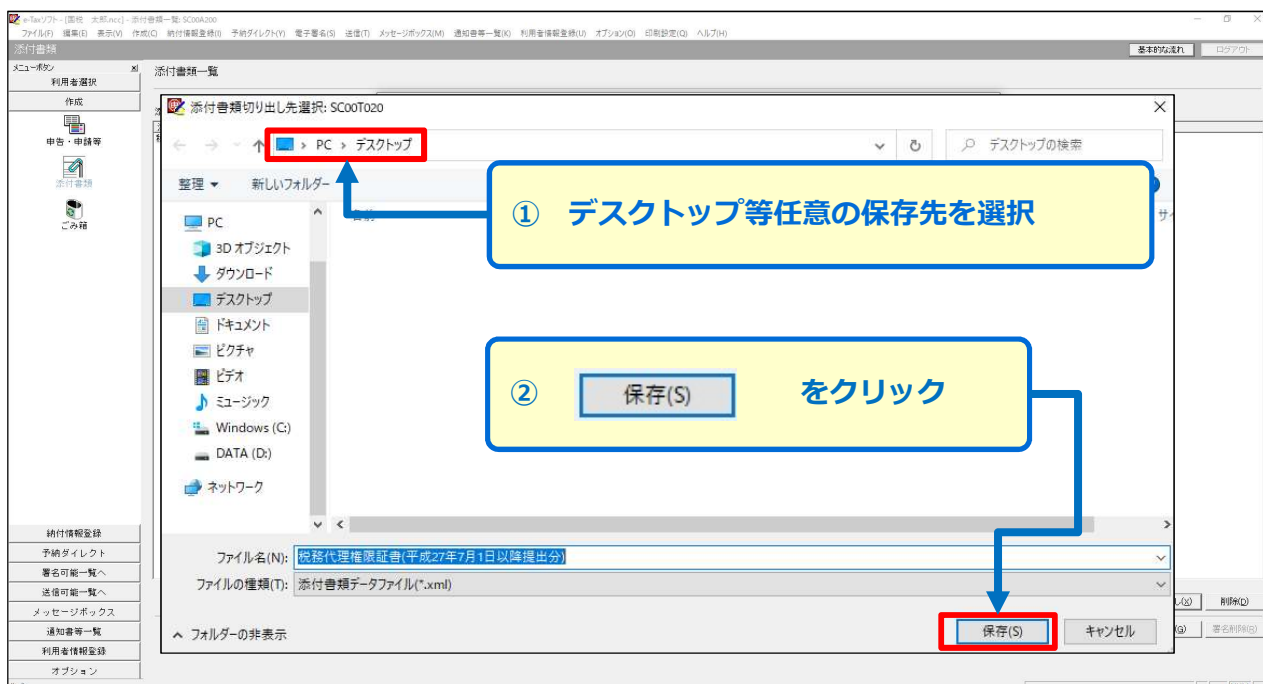 e-Taxソフト - [国税 太郎.ncc] - 添付書類一覧: SC00A200
ファイル(F) 編集(E) 表示(V) 作成(C) 納付情報登録(I) 予納ダイレクト(Y) 電子署名(S) 送信(T) メッセージボックス(M) 通知書等一覧(K) 利用者情報登録(U) オプション(O) 印刷設定(Q) ヘルプ(H)
添付書類
基本的な流れ
ログアウト
メニューボタン
利用者選択
作成
申告・申請等
添付書類
ごみ箱
納付情報登録
予納ダイレクト
署名可能一覧へ
送信可能一覧へ
メッセージボックス
通知書等一覧
利用者情報登録
オプション
添付書類一覧
添付書類切り出し先選択: SC00T020
PC › デスクトップ
デスクトップの検索
整理
新しいフォルダー
① デスクトップ等任意の保存先を選択
PC
3D オブジェクト
ダウンロード
デスクトップ
ドキュメント
ピクチャ
ビデオ
ミュージック
Windows (C:)
DATA (D:)
ネットワーク
② 保存(S) をクリック
ファイル名(N): 税務代理権限証書(平成27年7月1日以降提出分)
ファイルの種類(T): 添付書類データファイル(*.xml)
フォルダーの非表示
保存(S)
キャンセル
削除(D)
署名削除(R)